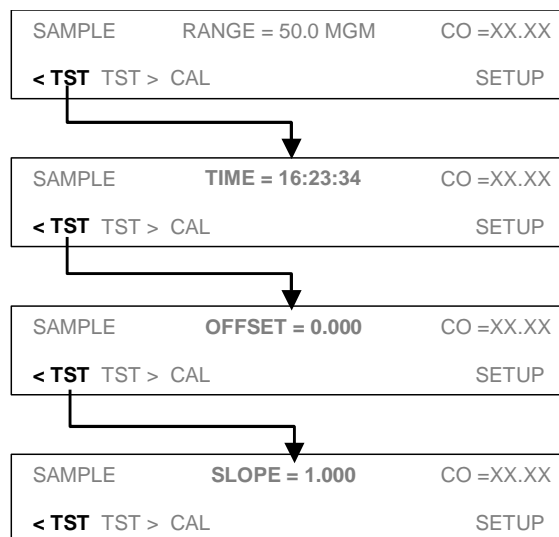 SAMPLE RANGE = 50.0 MGM CO =XX.XX
< TST TST > CAL SETUP
SAMPLE TIME = 16:23:34 CO =XX.XX
< TST TST > CAL SETUP
SAMPLE OFFSET = 0.000 CO =XX.XX
< TST TST > CAL SETUP
SAMPLE SLOPE = 1.000 CO =XX.XX
< TST TST > CAL SETUP